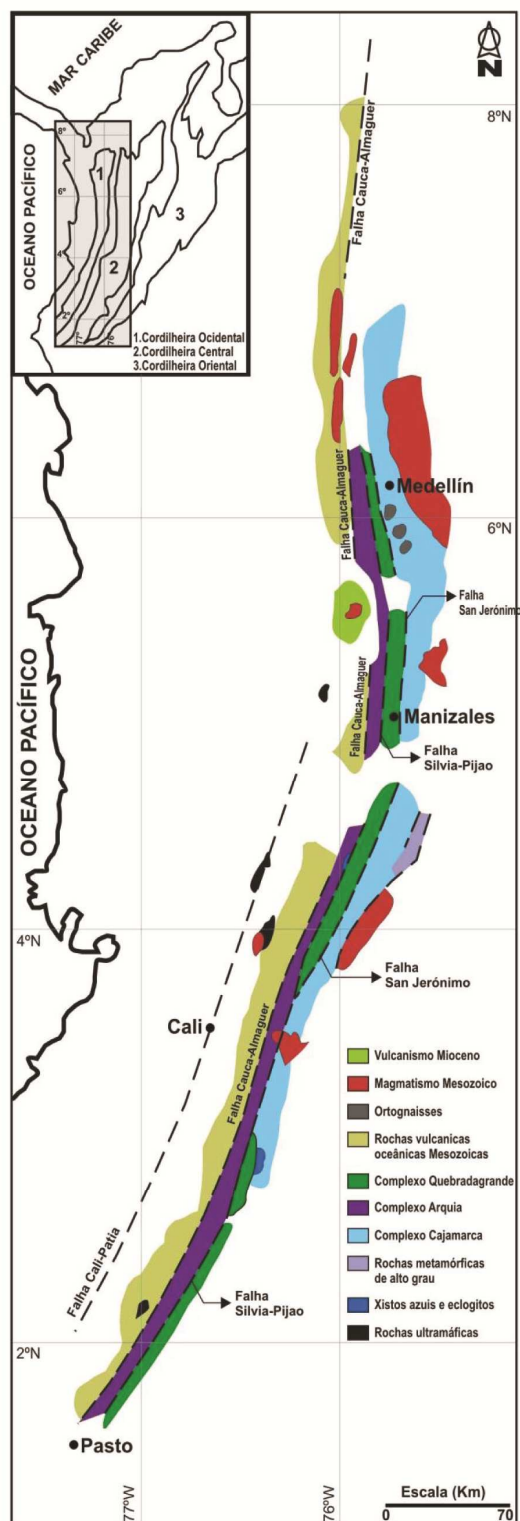 MAR CARIBE
OCEANO PACÍFICO
8°
6°
4°
2°
77°
76°
1
2
3
1.Cordilheira Ocidental
2.Cordilheira Central
3.Cordilheira Oriental
N
8ºN
Falha Cauca-Almaguer
Medellín
Falha Cauca-Almaguer
6ºN
Falha
San Jerónimo
Falha Cauca-Almaguer
Manizales
Falha
Silvia-Pijao
OCEANO PACÍFICO
4ºN
Falha
San Jerónimo
Cali
Falha Cauca-Almaguer
Vulcanismo Mioceno
Magmatismo Mesozoico
Ortognaisses
Rochas vulcanicas
oceânicas Mesozoicas
Complexo Quebradagrande
Complexo Arquia
Complexo Cajamarca
Rochas metamórficas
de alto grau
Xistos azuis e eclogitos
Rochas ultramáficas
Falha Cali-Patia
Falha
Silvia-Pijao
2ºN
Pasto
77ºW
76ºW
Escala (Km)
0 70